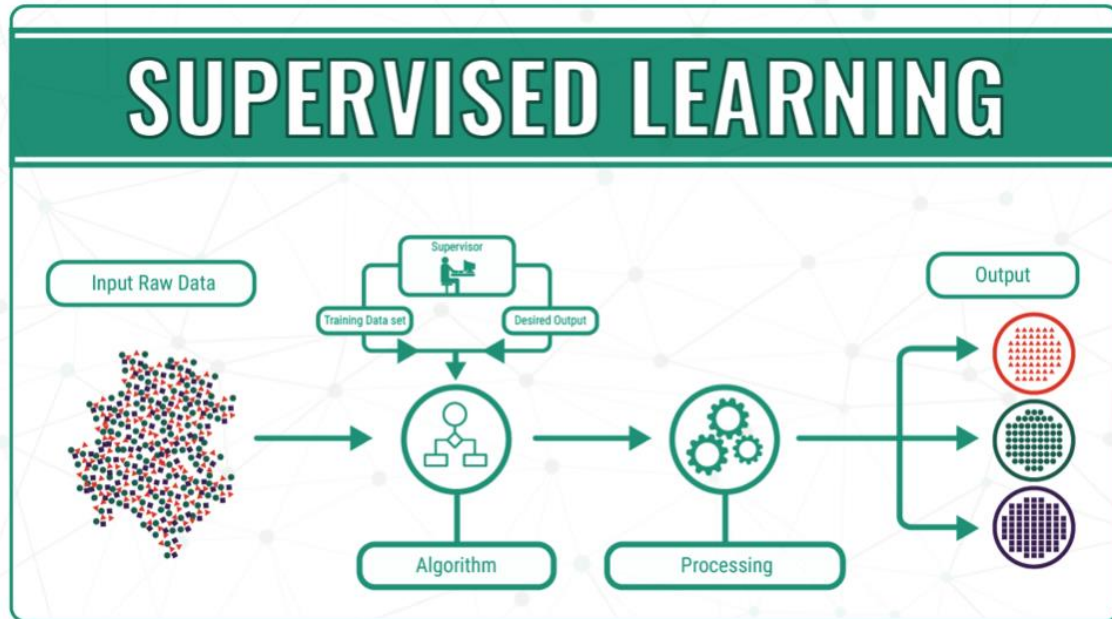 SUPERVISED LEARNING
Supervisor
Input Raw Data
Output
Training Data set
Desired Output
Algorithm
Processing